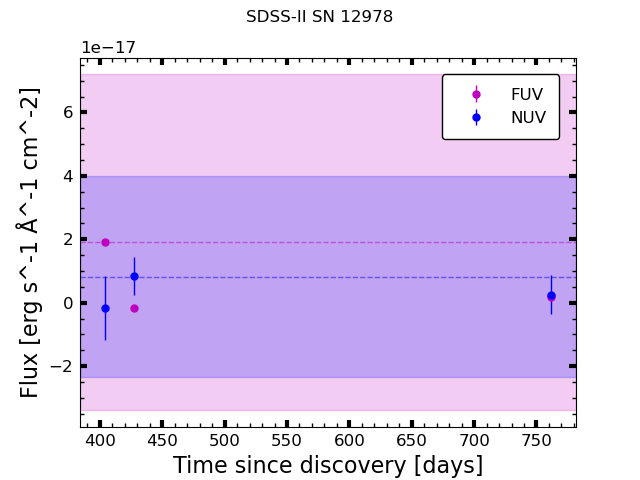 SDSS-II SN 12978
1e−17
FUV
NUV
6
4
2
0
−2
Flux [erg s^-1 Å^-1 cm^-2]
400 450 500 550 600 650 700 750
Time since discovery [days]